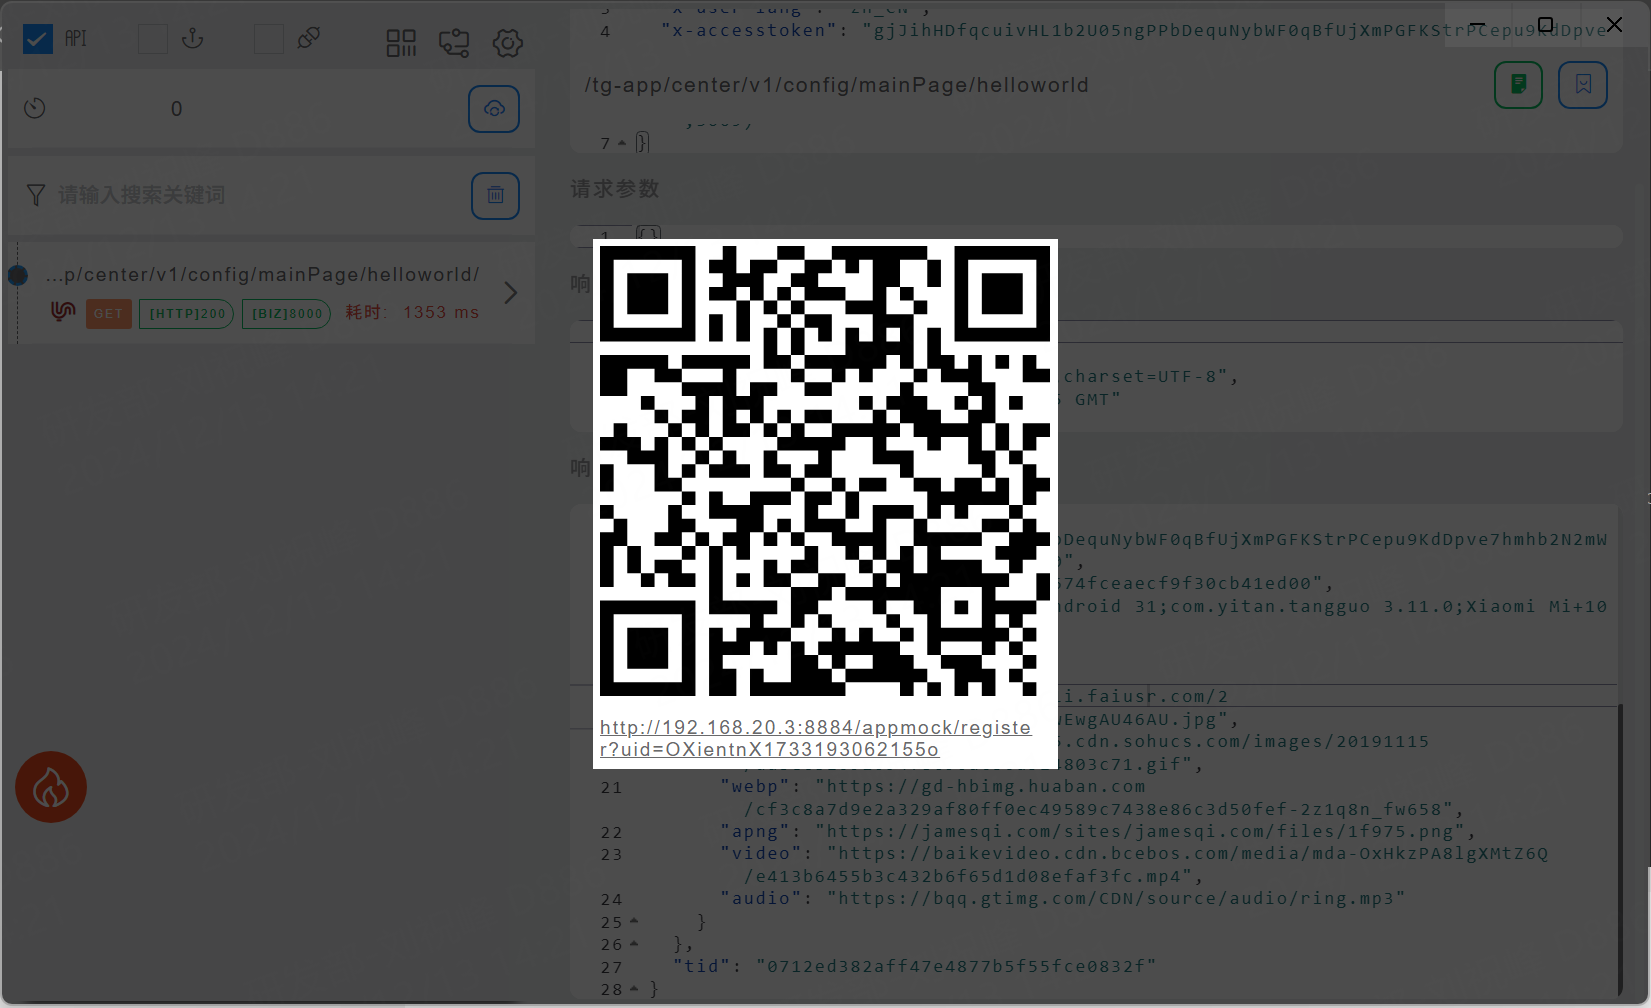 API
0
请输入搜索关键词
...p/center/v1/config/mainPage/helloworld/
GET
[HTTP]200
[BIZ]8000
耗时: 1353 ms
4 "x-accesstoken": "gjJihHDfqcuivHL1b2U05ngPPbDequNybWF0qBfUjXmPGFKStrPCepu9KdDpve
/tg-app/center/v1/config/mainPage/helloworld
7 }
请求参数
1 {}
响
charset=UTF-8",
GMT"
响
DequNybWF0qBfUjXmPGFKStrPCepu9KdDpve7hmhb2N2mW
",
74fceaecf9f30cb41ed00",
droid 31;com.yitan.tangguo 3.11.0;Xiaomi Mi+10
i.faiusr.com/2
EwgAU46AU.jpg",
.cdn.sohucs.com/images/20191115
803c71.gif",
http://192.168.20.3:8884/appmock/registe
r?uid=OXientnX1733193062155o
21 "webp": "https://gd-hbimg.huaban.com
/cf3c8a7d9e2a329af80ff0ec49589c7438e86c3d50fef-2z1q8n_fw658",
22 "apng": "https://jamesqi.com/sites/jamesqi.com/files/1f975.png",
23 "video": "https://baikevideo.cdn.bcebos.com/media/mda-OxHkzPA8lgXMtZ6Q
/e413b6455b3c432b6f65d1d08efaf3fc.mp4",
24 "audio": "https://bqq.gtimg.com/CDN/source/audio/ring.mp3"
25 }
26 },
27 "tid": "0712ed382aff47e4877b5f55fce0832f"
28 }